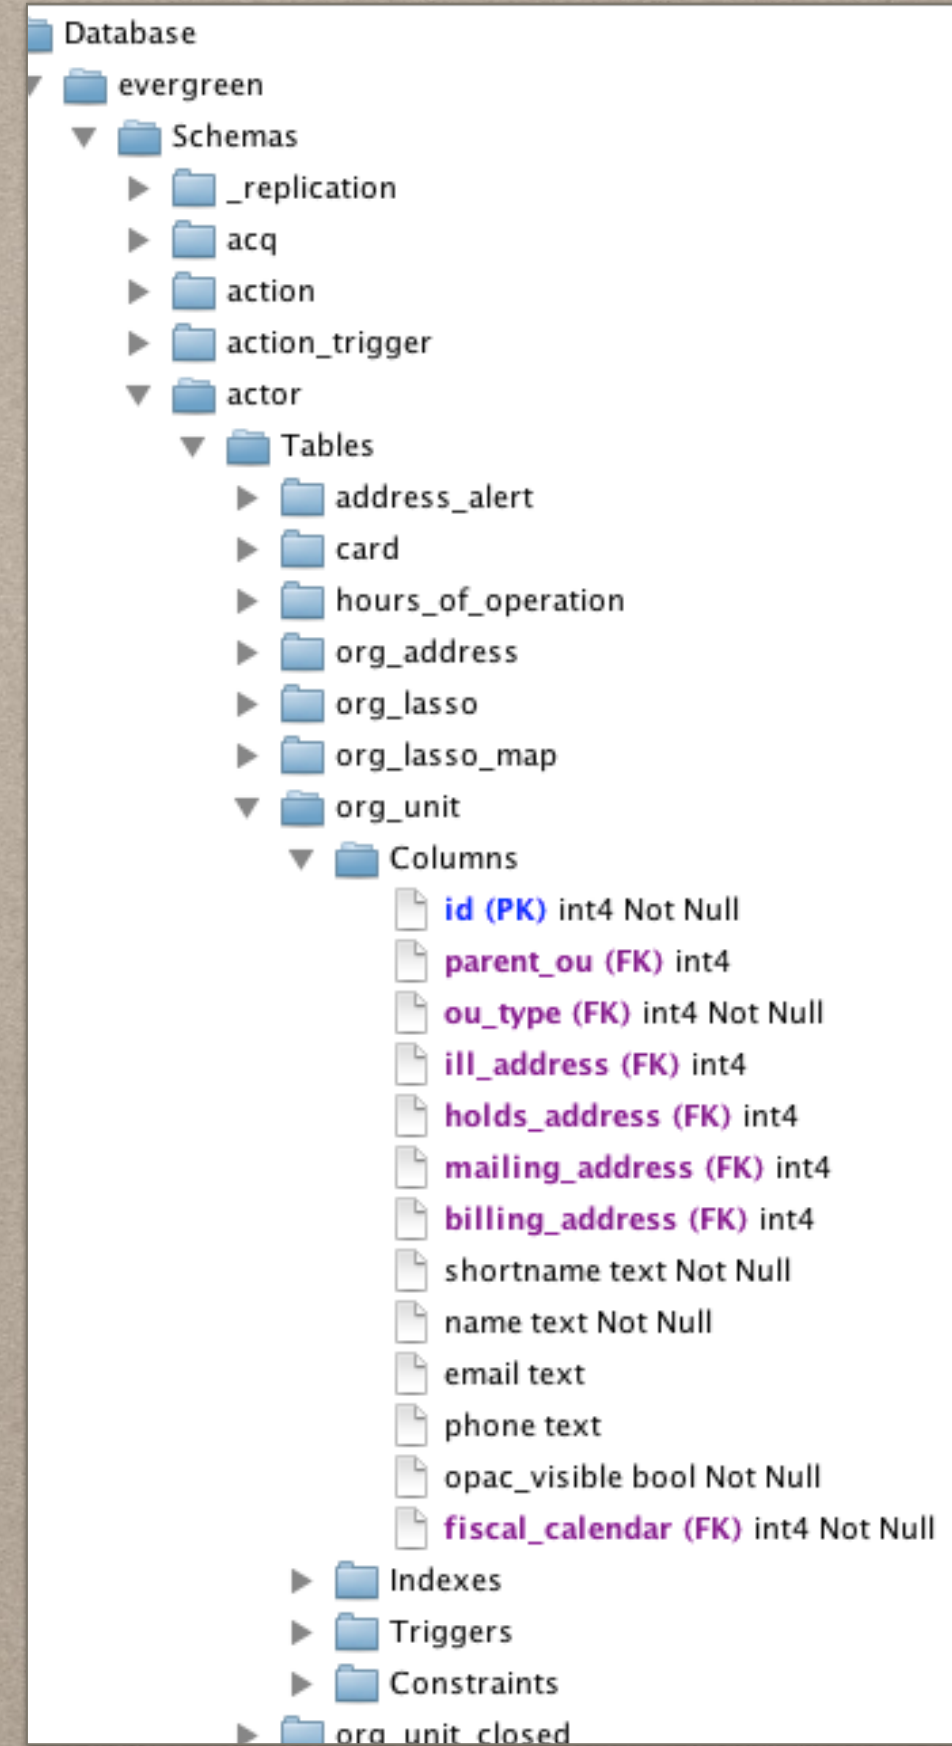 Database
evergreen
Schemas
_replication
acq
action
action_trigger
actor
Tables
address_alert
card
hours_of_operation
org_address
org_lasso
org_lasso_map
org_unit
Columns
id (PK) int4 Not Null
parent_ou (FK) int4
ou_type (FK) int4 Not Null
ill_address (FK) int4
holds_address (FK) int4
mailing_address (FK) int4
billing_address (FK) int4
shortname text Not Null
name text Not Null
email text
phone text
opac_visible bool Not Null
fiscal_calendar (FK) int4 Not Null
Indexes
Triggers
Constraints
org_unit_closed